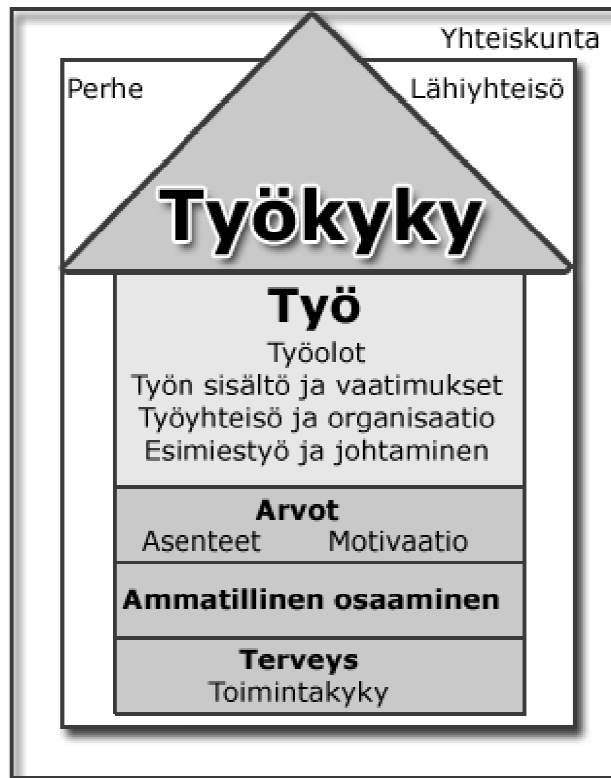 Yhteiskunta
Perhe
Lähiyhteisö
Työkyky
Työ
Työolot
Työn sisältö ja vaatimukset
Työyhteisö ja organisaatio
Esimiestyö ja johtaminen
Arvot
Asenteet Motivaatio
Ammatillinen osaaminen
Terveys
Toimintakyky